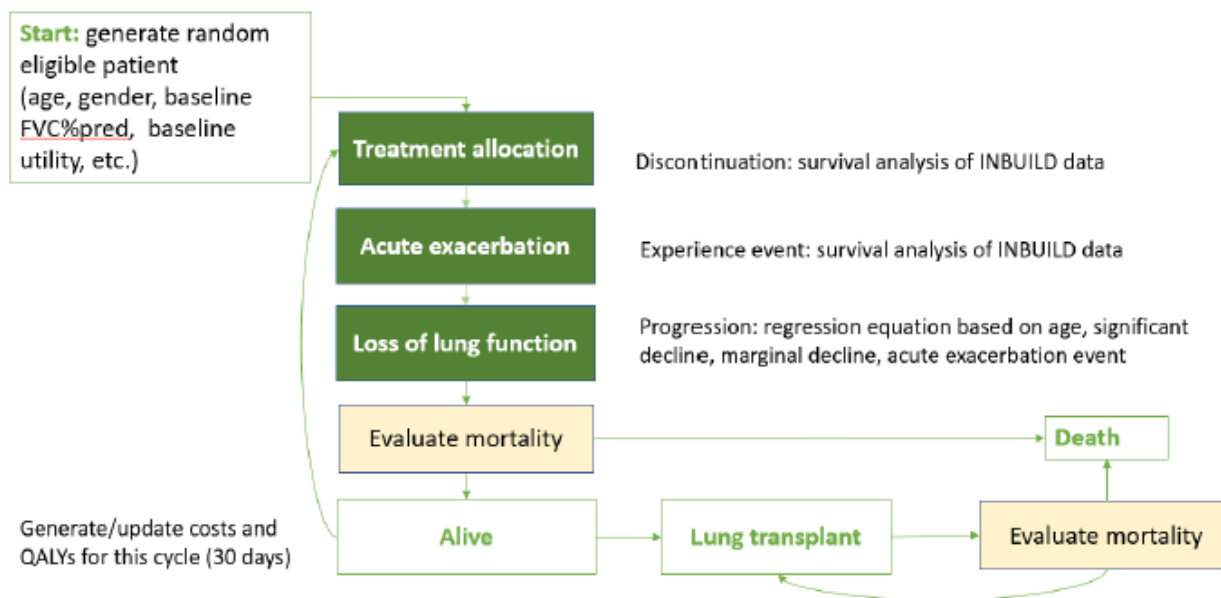 Start: generate random
eligible patient
(age, gender, baseline
FVC%pred, baseline
utility, etc.)
Treatment allocation
Discontinuation: survival analysis of INBUILD data
Acute exacerbation
Experience event: survival analysis of INBUILD data
Loss of lung function
Progression: regression equation based on age, significant
decline, marginal decline, acute exacerbation event
Evaluate mortality
Death
Generate/update costs and
QALYs for this cycle (30 days)
Alive
Lung transplant
Evaluate mortality